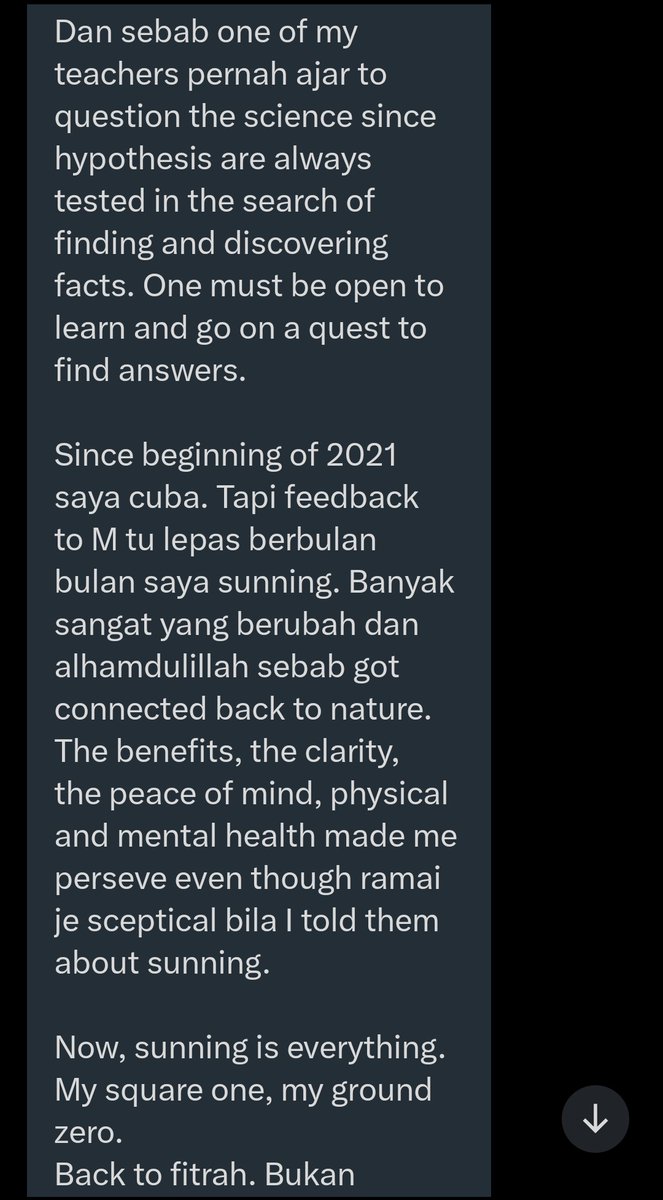 Dan sebab one of my
teachers pernah ajar to
question the science since
hypothesis are always
tested in the search of
finding and discovering
facts. One must be open to
learn and go on a quest to
find answers.
Since beginning of 2021
saya cuba. Tapi feedback
to M tu lepas berbulan
bulan saya sunning. Banyak
sangat yang berubah dan
alhamdulillah sebab got
connected back to nature.
The benefits, the clarity,
the peace of mind, physical
and mental health made me
perseve even though ramai
je sceptical bila I told them
about sunning.
Now, sunning is everything.
My square one, my ground
zero.
Back to fitrah. Bukan